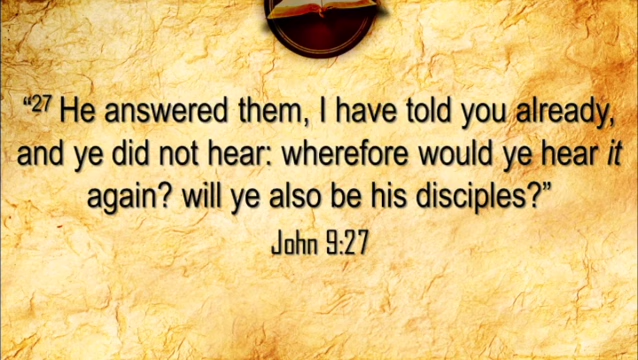 “27 He answered them, I have told you already,
and ye did not hear: wherefore would ye hear it
again? will ye also be his disciples?”
John 9:27